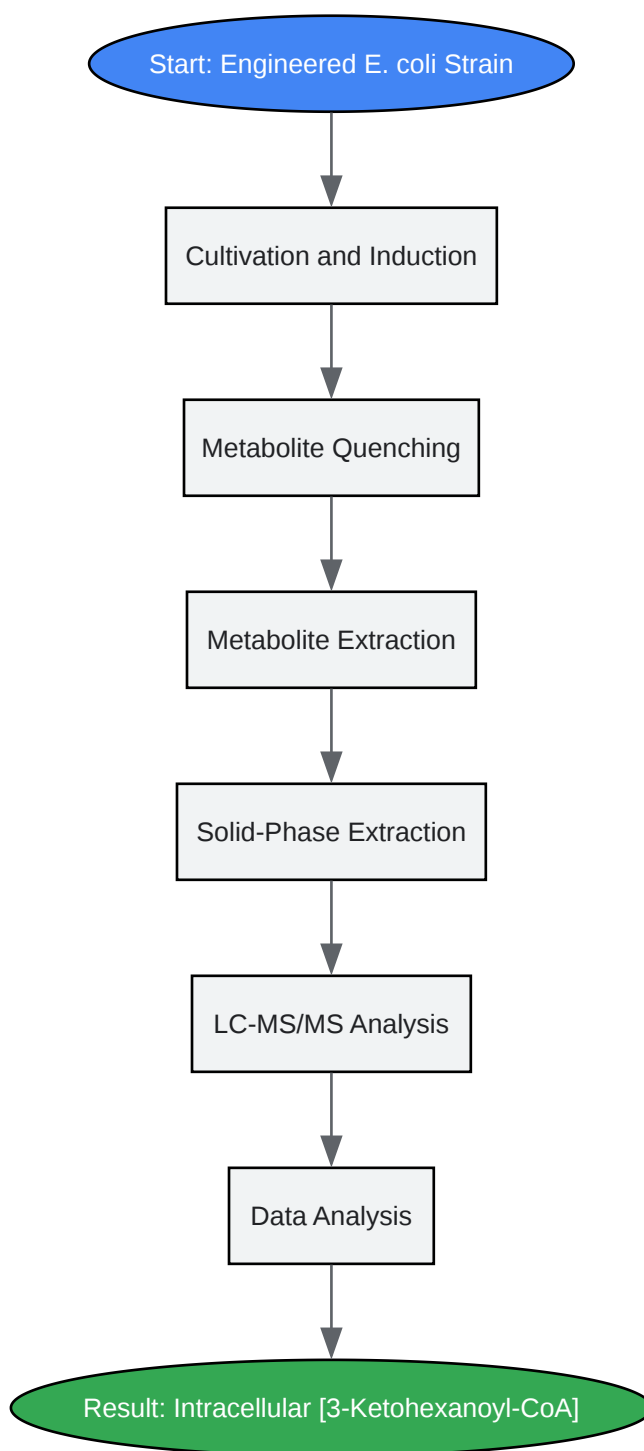 Start: Engineered E. coli Strain
Cultivation and Induction
Metabolite Quenching
Metabolite Extraction
Solid-Phase Extraction
LC-MS/MS Analysis
Data Analysis
Result: Intracellular [3-Ketohexanoyl-CoA]